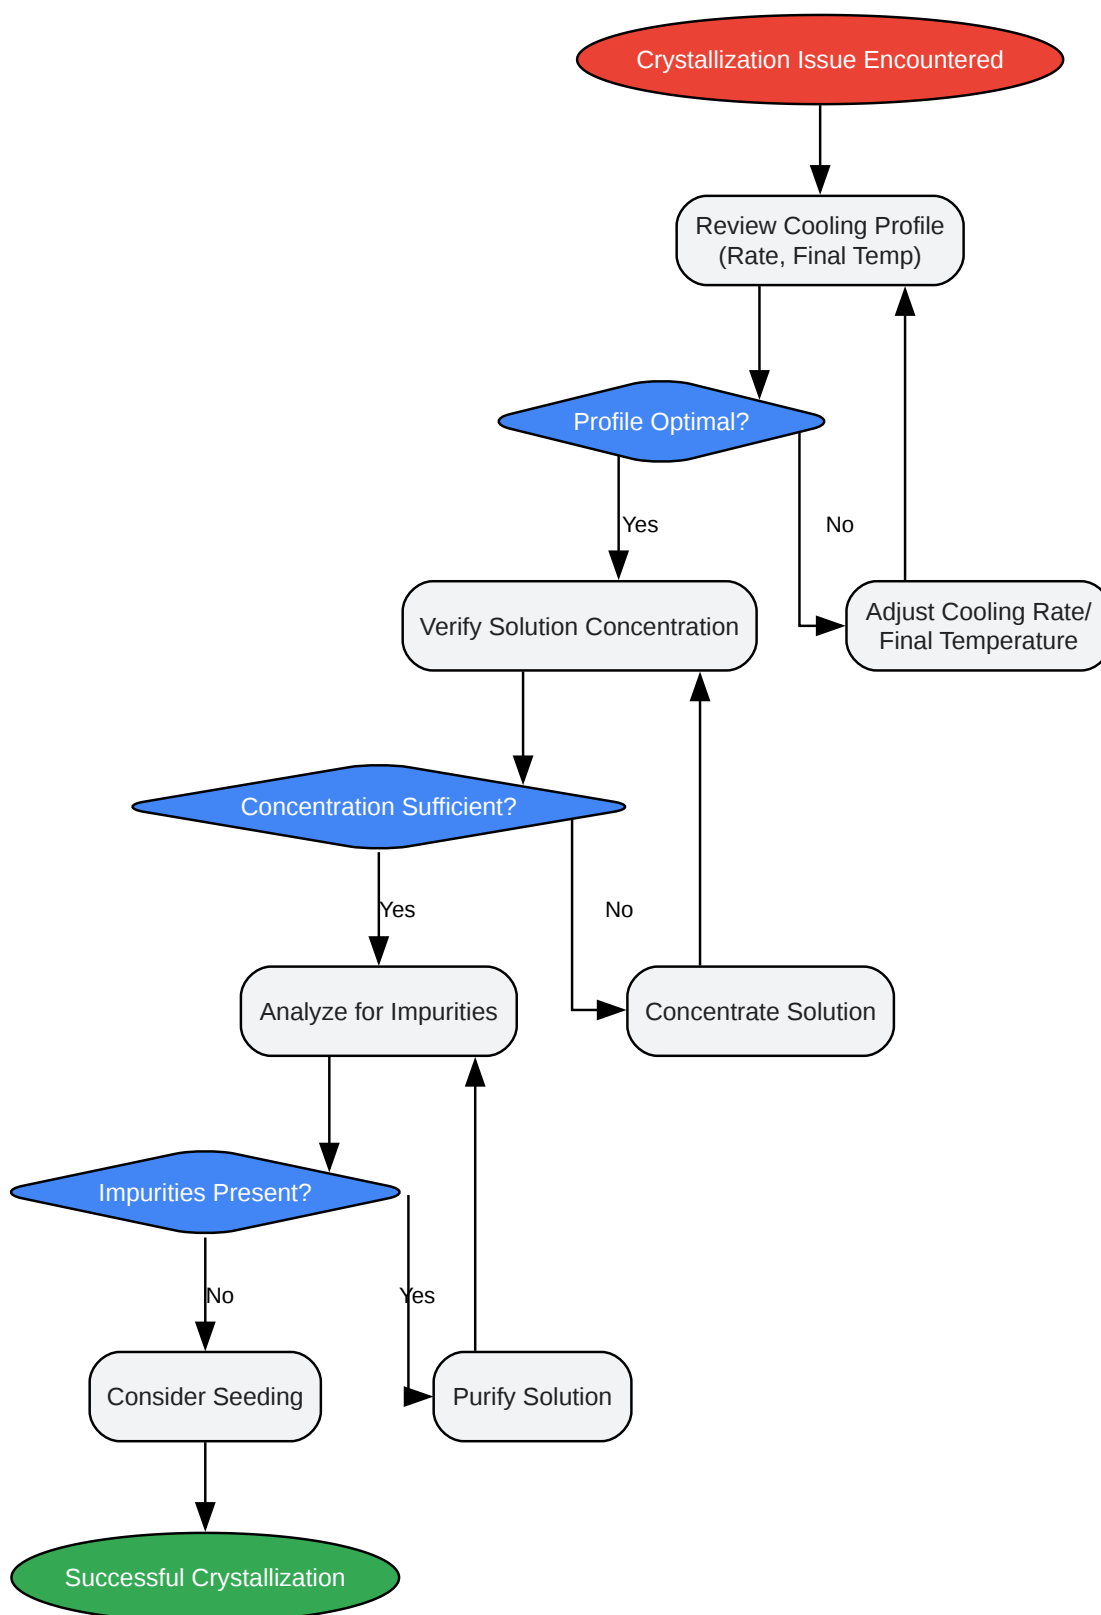 Crystallization Issue Encountered
Review Cooling Profile
(Rate, Final Temp)
Profile Optimal?
Yes
No
Verify Solution Concentration
Adjust Cooling Rate/
Final Temperature
Concentration Sufficient?
Yes
No
Analyze for Impurities
Concentrate Solution
Impurities Present?
No
Yes
Consider Seeding
Purify Solution
Successful Crystallization